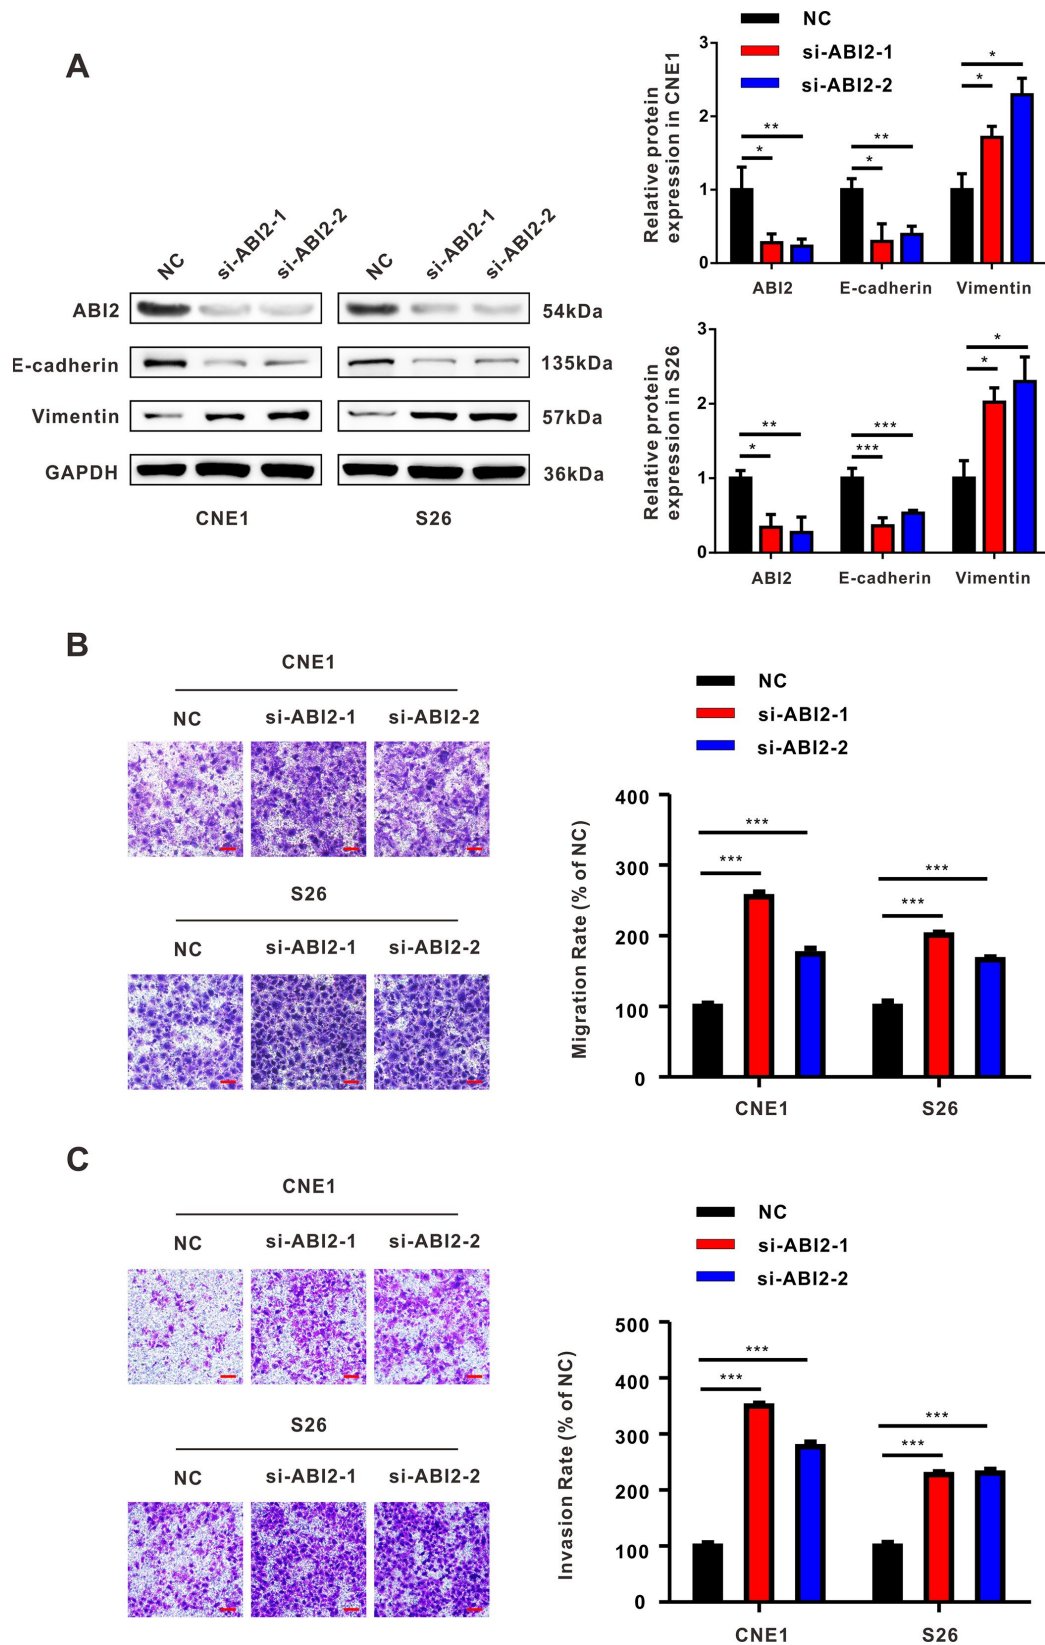 A
NC
si-ABI2-1
si-ABI2-2
NC
si-ABI2-1
si-ABI2-2
ABI2
54kDa
E-cadherin
135kDa
Vimentin
57kDa
GAPDH
36kDa
CNE1
S26
NC
si-ABI2-1
si-ABI2-2
Relative protein
expression in CNE1
3
2
1
0
*
**
*
**
*
*
ABI2
E-cadherin
Vimentin
Relative protein
expression in S26
3
2
1
0
*
**
***
***
*
*
ABI2
E-cadherin
Vimentin
B
CNE1
NC
si-ABI2-1
si-ABI2-2
S26
NC
si-ABI2-1
si-ABI2-2
NC
si-ABI2-1
si-ABI2-2
Migration Rate (% of NC)
400
300
200
100
0
***
***
***
***
CNE1
S26
C
CNE1
NC
si-ABI2-1
si-ABI2-2
S26
NC
si-ABI2-1
si-ABI2-2
NC
si-ABI2-1
si-ABI2-2
Invasion Rate (% of NC)
500
400
300
200
100
0
***
***
***
***
CNE1
S26